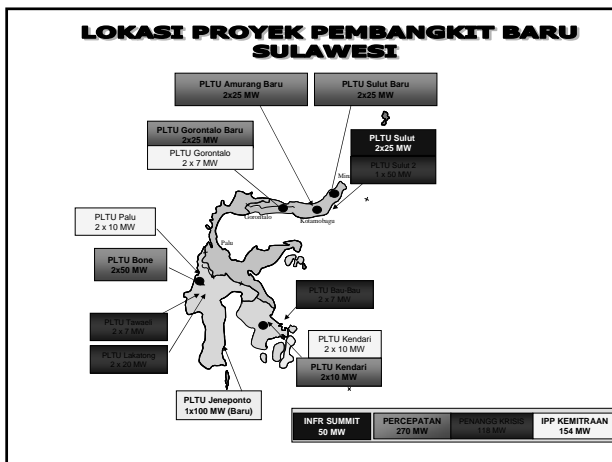 LOKASI PROYEK PEMBANGKIT BARU
SULAWESI
PLTU Amurang Baru
2x25 MW
PLTU Sulut Baru
2x25 MW
PLTU Gorontalo Baru
2x25 MW
PLTU Gorontalo
2 x 7 MW
PLTU Sulut
2x25 MW
PLTU Sulut 2
1 x 50 MW
Gorontalo
Kotamobagu
PLTU Palu
2 x 10 MW
Palu
PLTU Bone
2x50 MW
PLTU Bau-Bau
2 x 7 MW
PLTU Tawaeli
2 x 7 MW
PLTU Lakatong
2 x 20 MW
PLTU Kendari
2 x 10 MW
PLTU Kendari
2x10 MW
PLTU Jeneponto
1x100 MW (Baru)
INFR SUMMIT
50 MW
PERCEPATAN
270 MW
PENANGG KRISIS
118 MW
IPP KEMITRAAN
154 MW